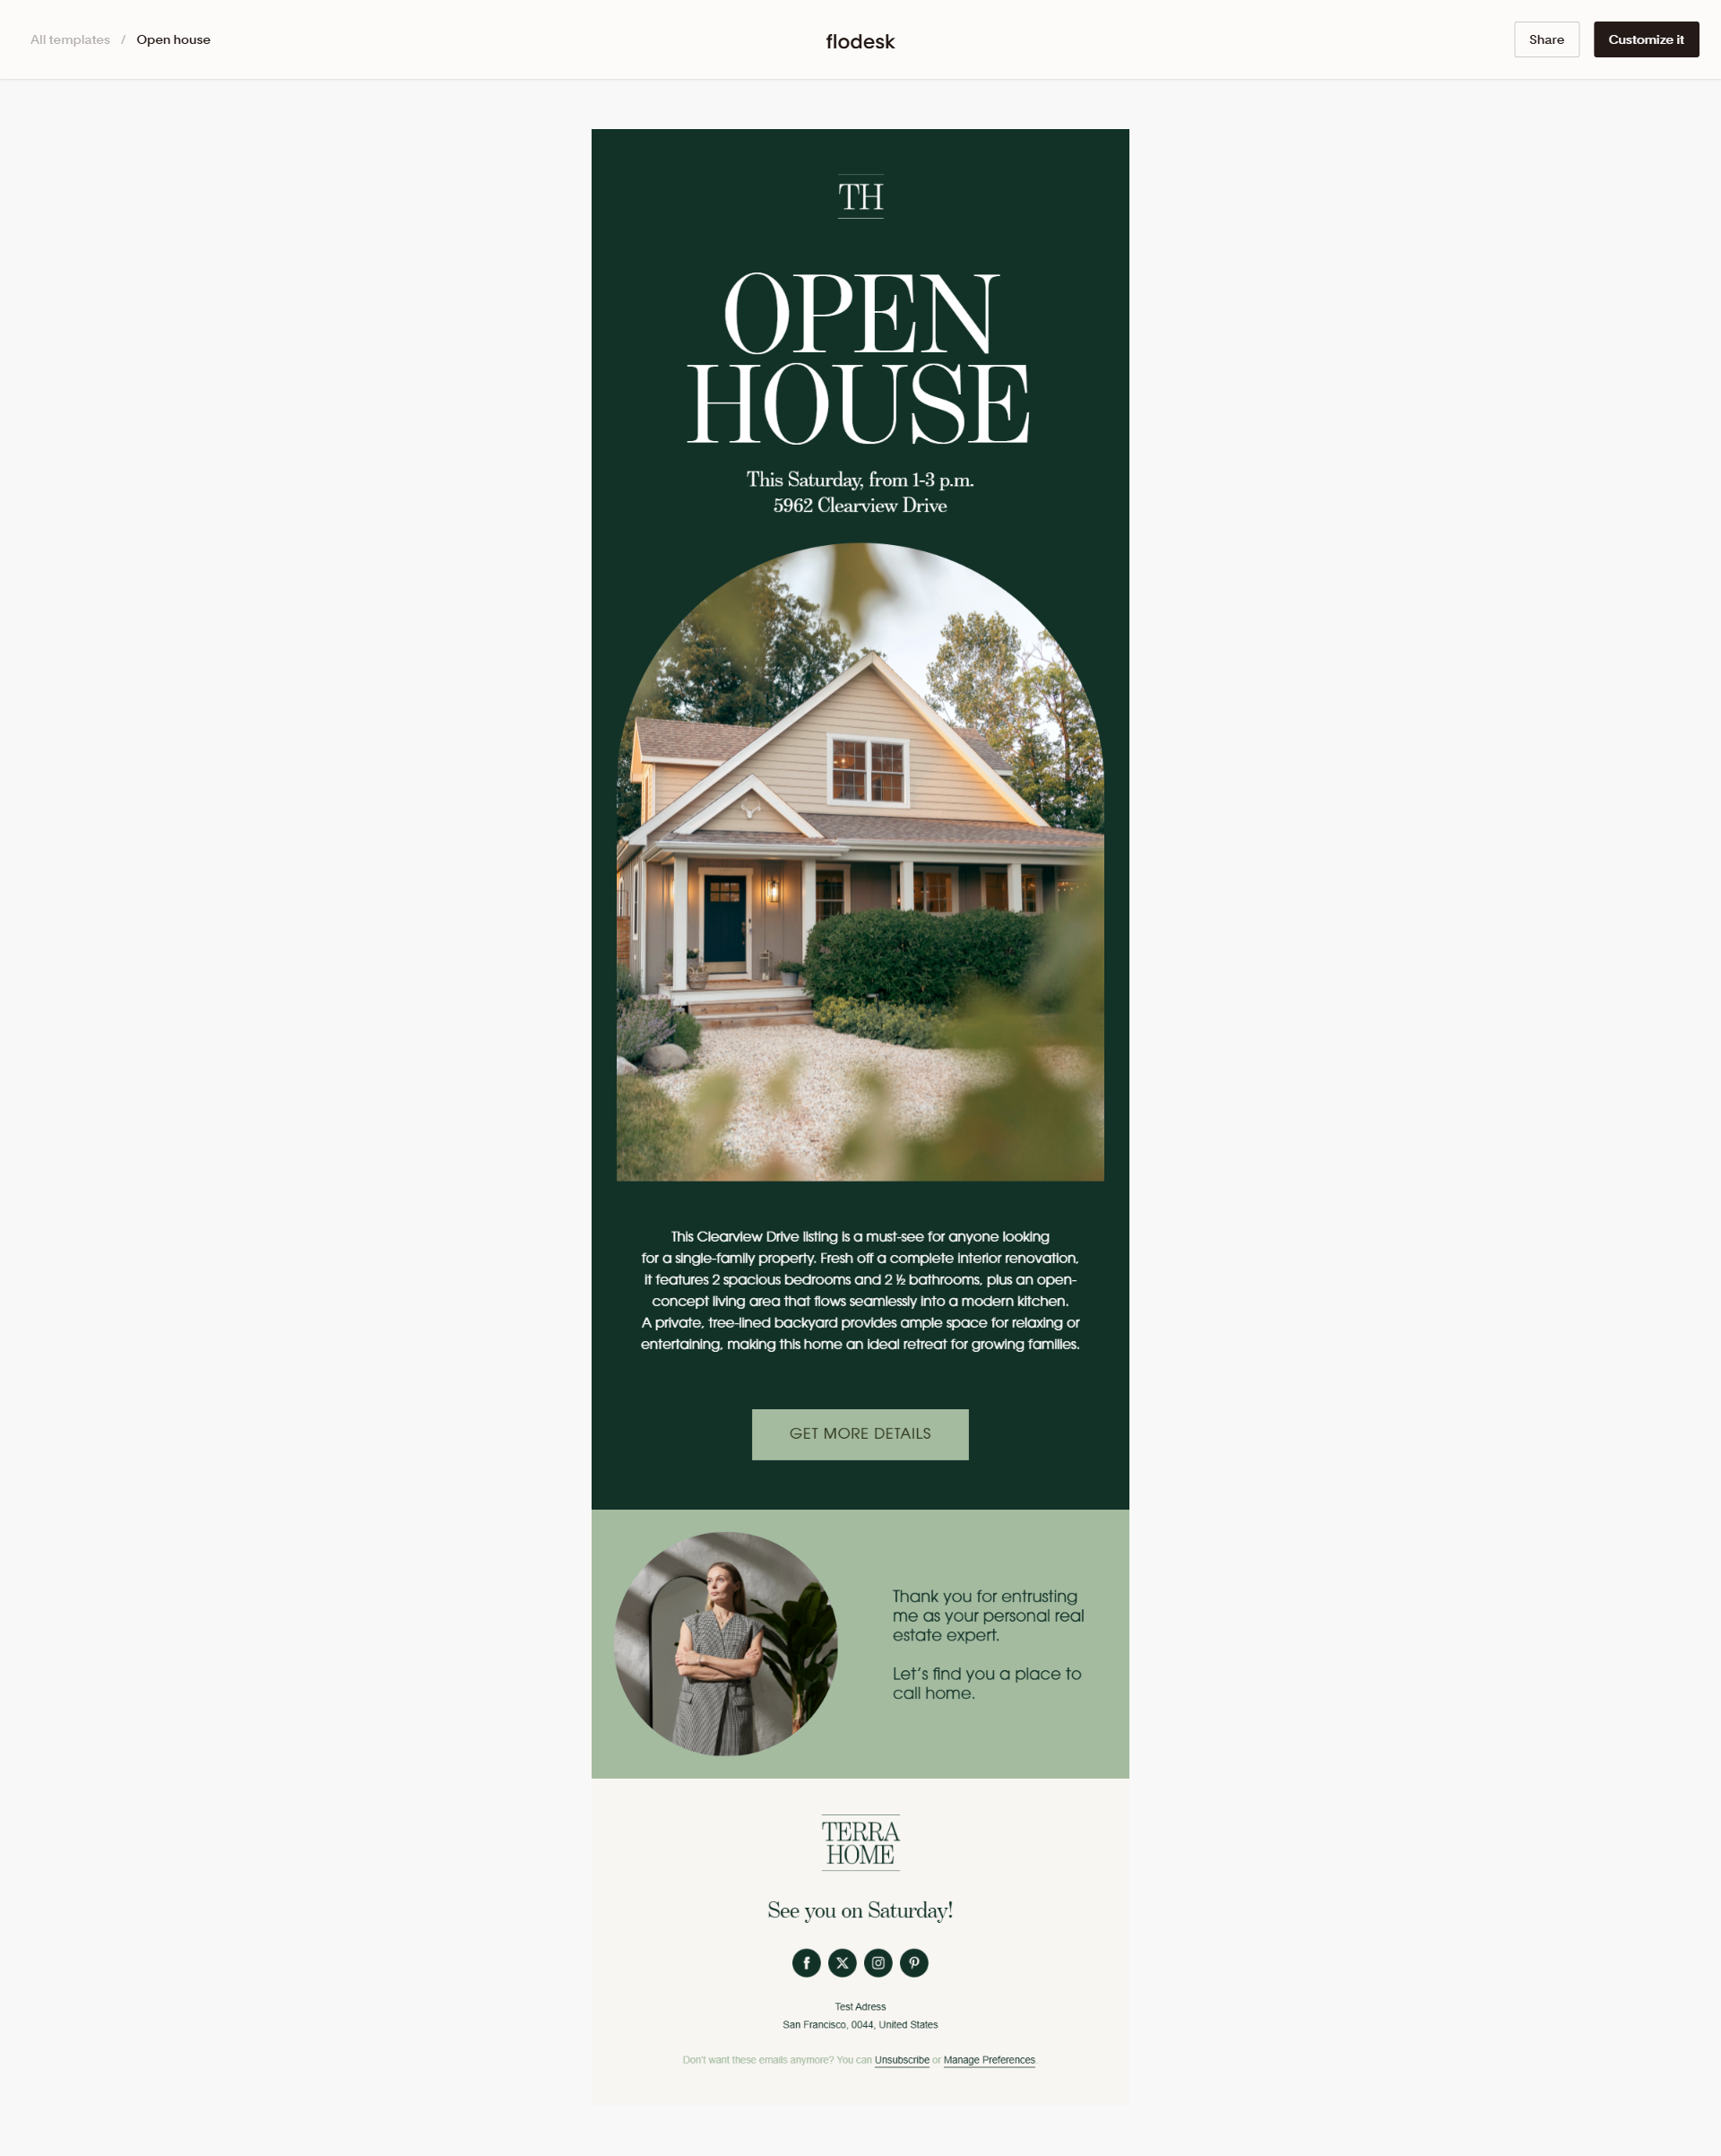 All templates / Open house
flodesk
Share
Customize it
TH
OPEN
HOUSE
This Saturday, from 1-3 p.m.
5962 Clearview Drive
This Clearview Drive listing is a must-see for anyone looking
for a single-family property. Fresh off a complete interior renovation,
it features 2 spacious bedrooms and 2 ½ bathrooms, plus an open-
concept living area that flows seamlessly into a modern kitchen.
A private, tree-lined backyard provides ample space for relaxing or
entertaining, making this home an ideal retreat for growing families.
GET MORE DETAILS
Thank you for entrusting
me as your personal real
estate expert.
Let’s find you a place to
call home.
TERRA
HOME
See you on Saturday!
Test Adress
San Francisco, 0044, United States
Don't want these emails anymore? You can Unsubscribe or Manage Preferences.